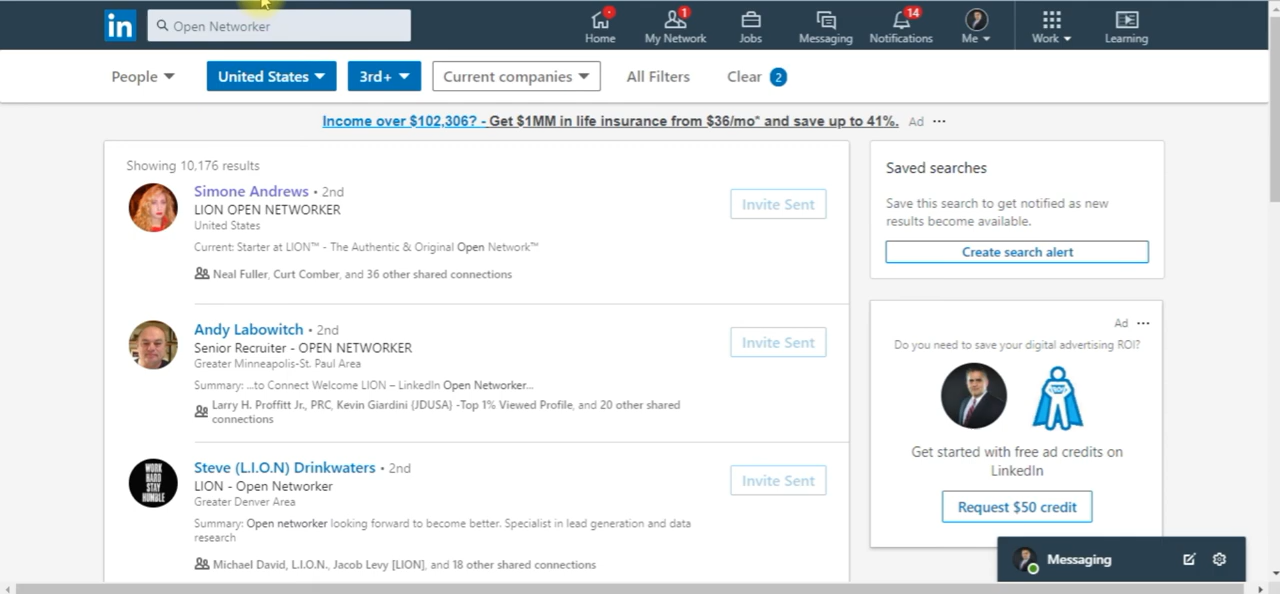 in
Open Networker
Home
1
My Network
Jobs
Messaging
14
Notifications
Me
Work
Learning
People
United States
3rd+
Current companies
All Filters
Clear 2
Income over $102,306? - Get $1MM in life insurance from $36/mo* and save up to 41%. Ad
Showing 10,176 results
Simone Andrews • 2nd
LION OPEN NETWORKER
United States
Current: Starter at LION™ - The Authentic & Original Open Network™
Neal Fuller, Curt Comber, and 36 other shared connections
Invite Sent
Andy Labowitch • 2nd
Senior Recruiter - OPEN NETWORKER
Greater Minneapolis-St. Paul Area
Summary: ...to Connect Welcome LION – LinkedIn Open Networker...
Larry H. Proffitt Jr., PRC, Kevin Giardini (JDUSA) -Top 1% Viewed Profile, and 20 other shared
connections
Invite Sent
WORK
HARD
STAY
HUMBLE
Steve (L.I.O.N) Drinkwaters • 2nd
LION - Open Networker
Greater Denver Area
Summary: Open networker looking forward to become better. Specialist in lead generation and data
research
Michael David, L.I.O.N., Jacob Levy [LION], and 18 other shared connections
Invite Sent
Saved searches
Save this search to get notified as new
results become available.
Create search alert
Ad
Do you need to save your digital advertising ROI?
Get started with free ad credits on
LinkedIn
Request $50 credit
Messaging